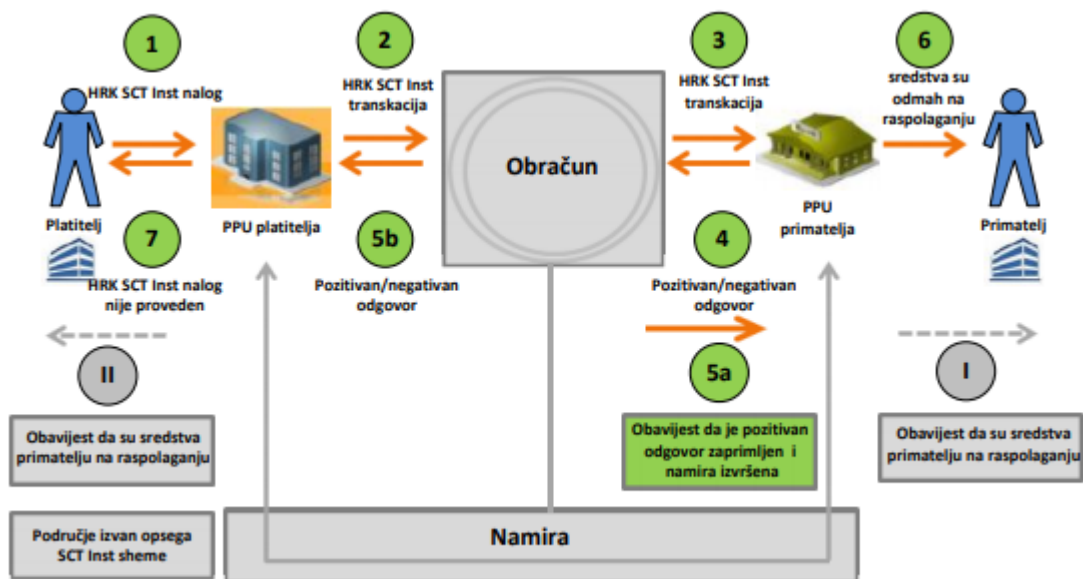 1
HRK SCT Inst nalog
2
HRK SCT Inst
transkacija
3
HRK SCT Inst
transkacija
6
sredstva su
odmah na
raspolaganju
Obračun
Platitelj
PPU platitelja
PPU
primatelja
Primatelj
7
HRK SCT Inst nalog
nije proveden
5b
Pozitivan/negativan
odgovor
4
Pozitivan/negativan
odgovor
II
5a
I
Obavijest da su sredstva
primatelju na raspolaganju
Obavijest da je pozitivan
odgovor zaprimljen i
namira izvršena
Obavijest da su sredstva
primatelju na raspolaganju
Područje izvan opsega
SCT Inst sheme
Namira